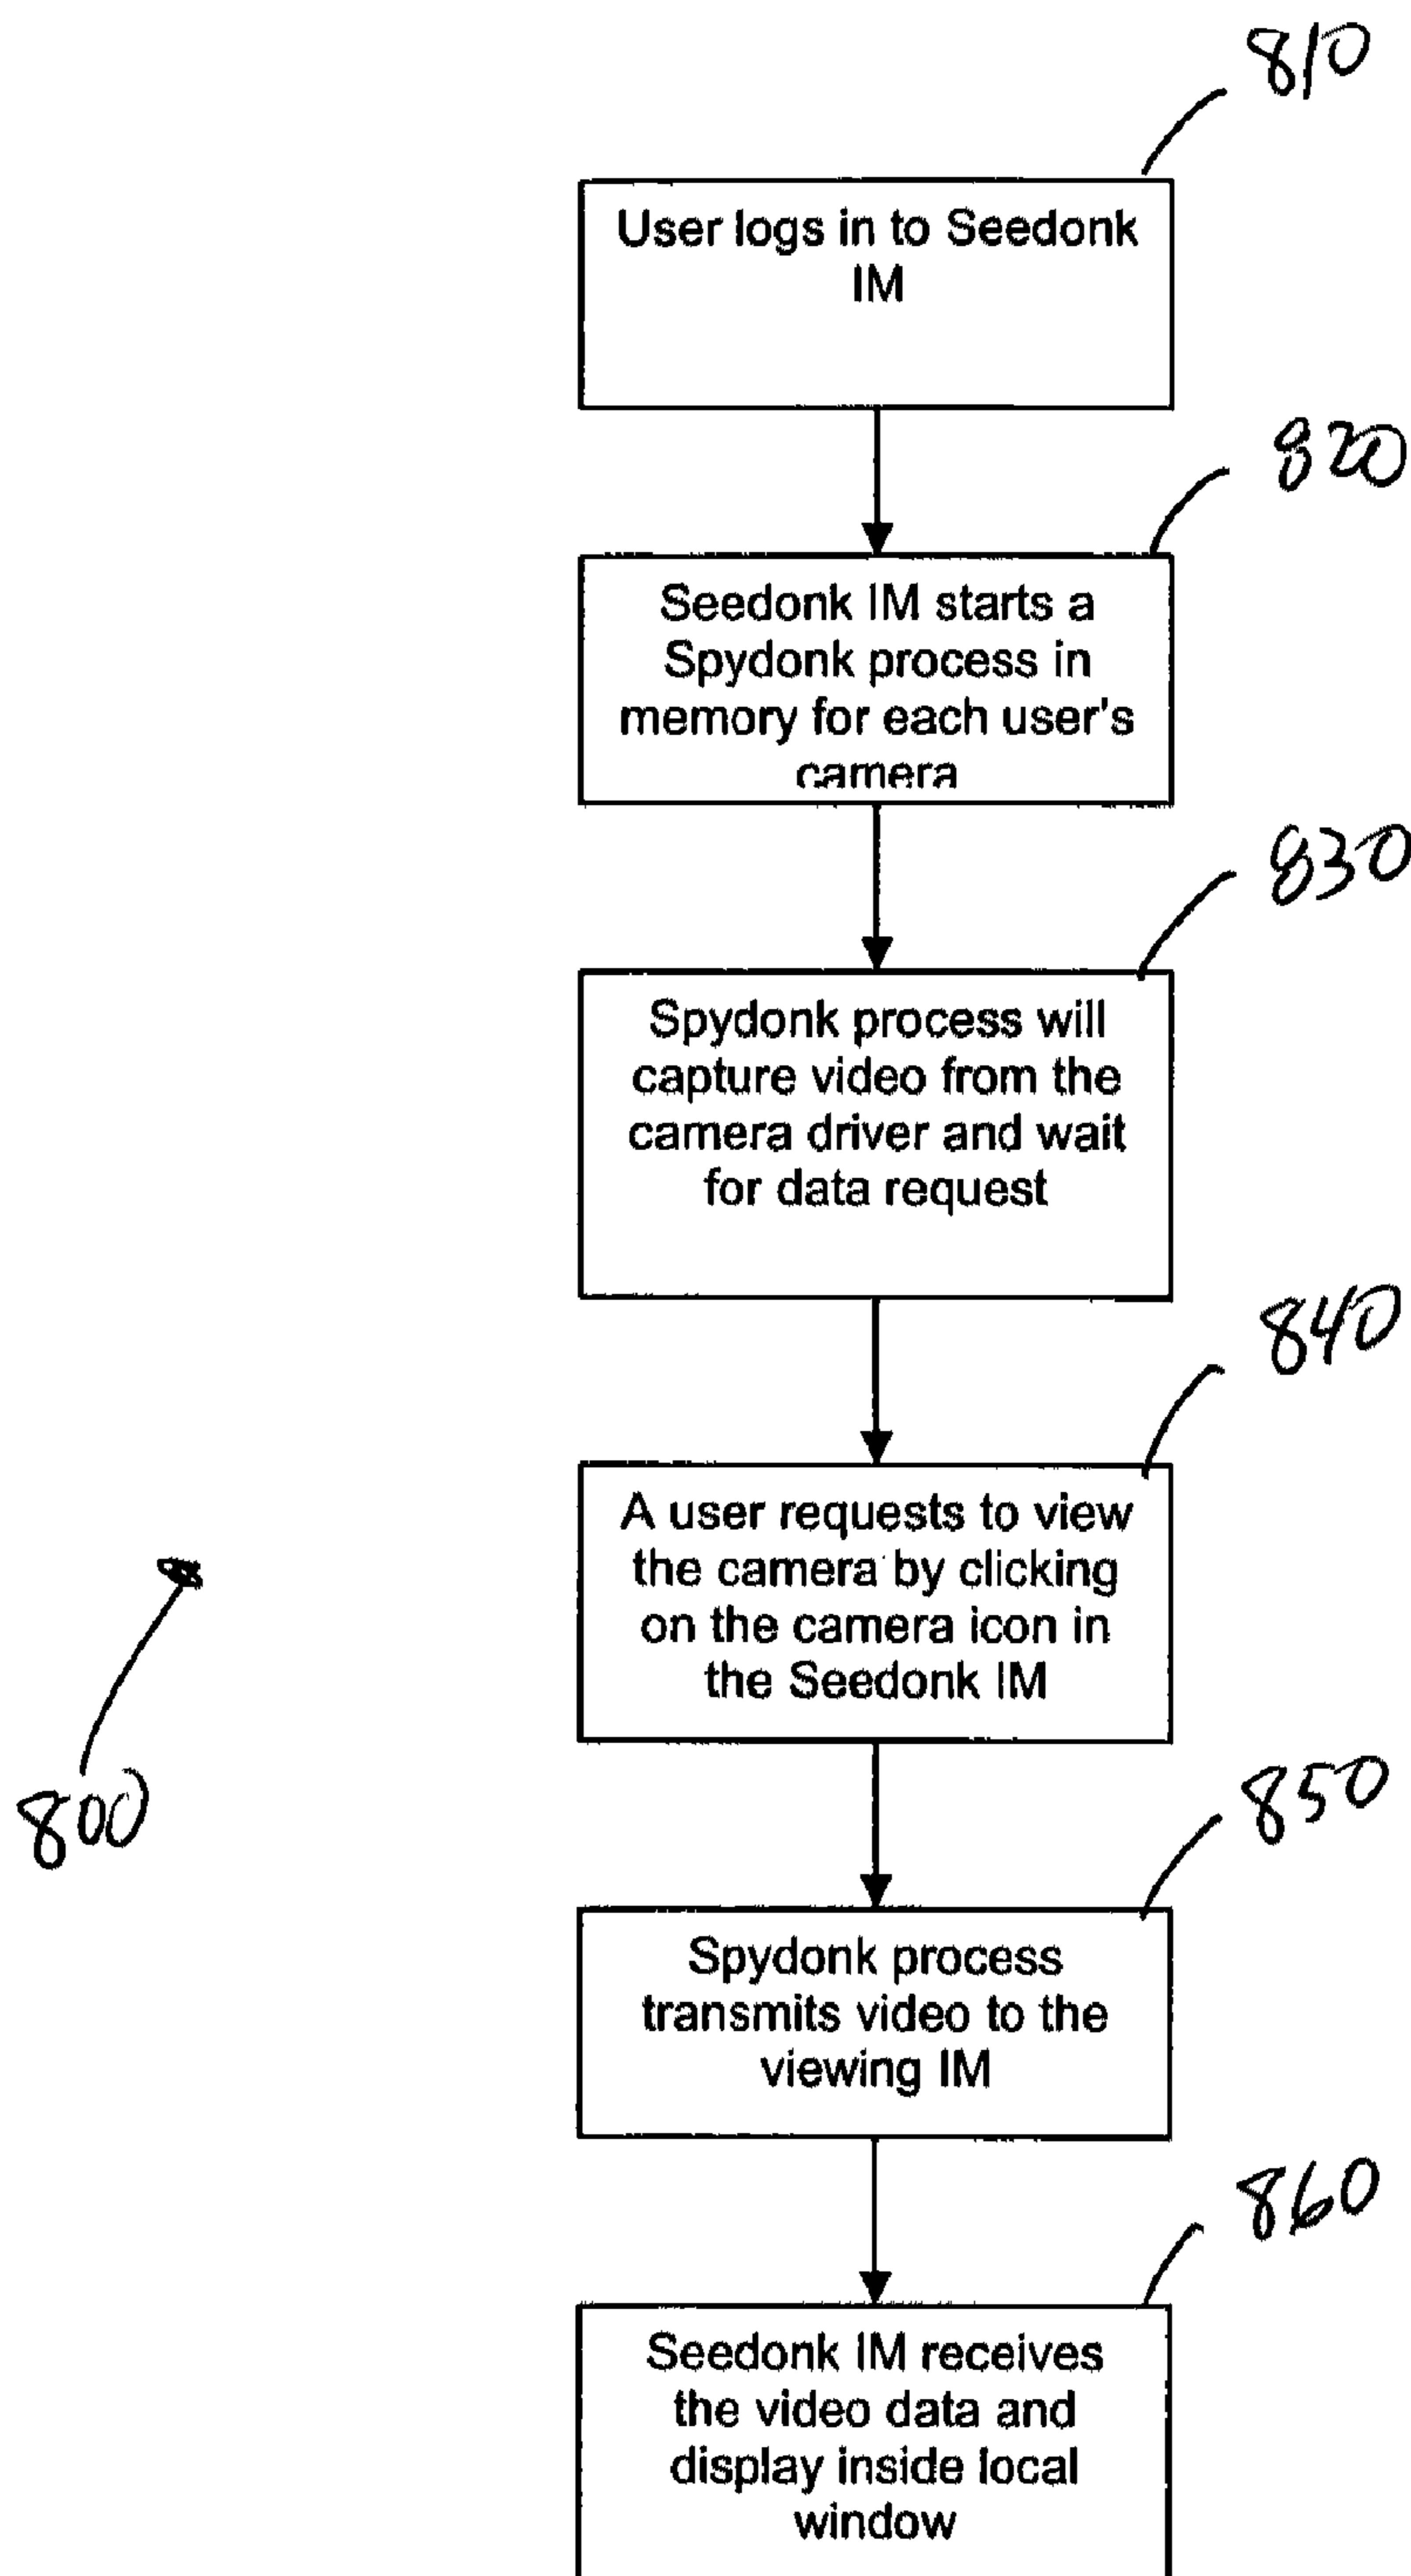 810
User logs in to Seedonk
IM
820
Seedonk IM starts a
Spydonk process in
memory for each user's
camera
830
Spydonk process will
capture video from the
camera driver and wait
for data request
840
A user requests to view
the camera by clicking
on the camera icon in
the Seedonk IM
800
850
Spydonk process
transmits video to the
viewing IM
860
Seedonk IM receives
the video data and
display inside local
window